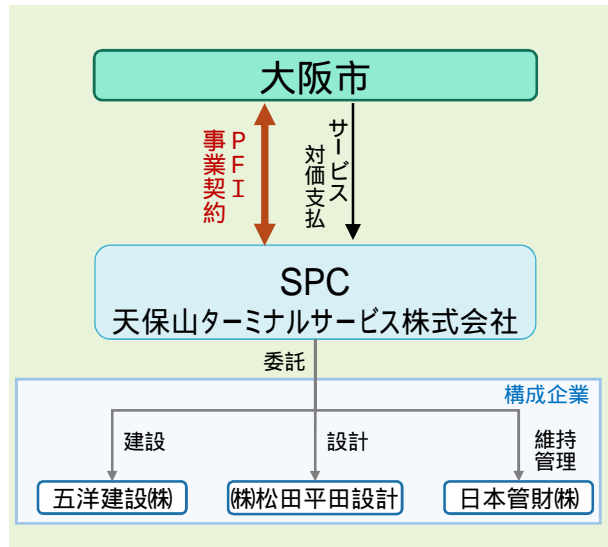 大阪市
PFI
事業契約
サービス
対価支払
SPC
天保山ターミナルサービス株式会社
委託
構成企業
建設
設計
維持
管理
五洋建設㈱
㈱松田平田設計
日本管財㈱